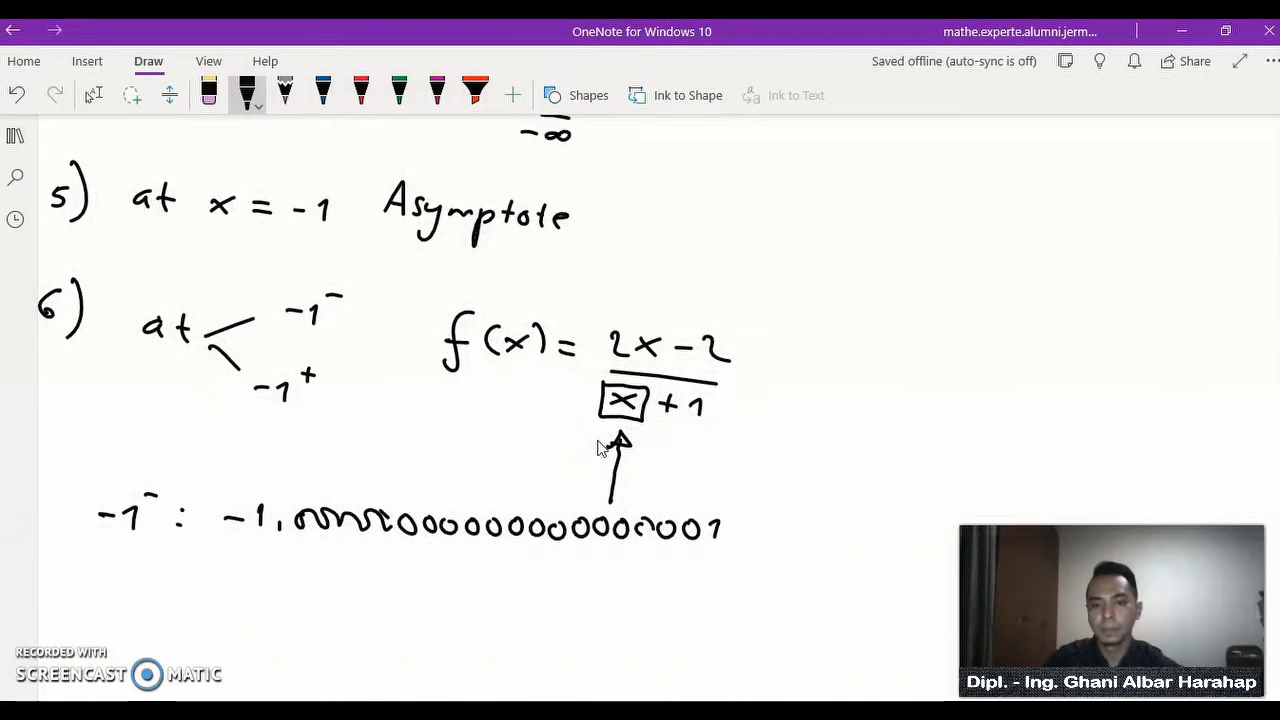 OneNote for Windows 10
mathe.experte.alumni.jerm...
Home Insert Draw View Help
Saved offline (auto-sync is off)
Share
Shapes
Ink to Shape
Ink to Text
-∞
5) at x = -1 Asymptote
6) at -1⁻
-1⁺
f(x) = 2x - 2
x + 1
-1⁻ :
RECORDED WITH
SCREENCAST MATIC
Dipl. - Ing. Ghani Albar Harahap